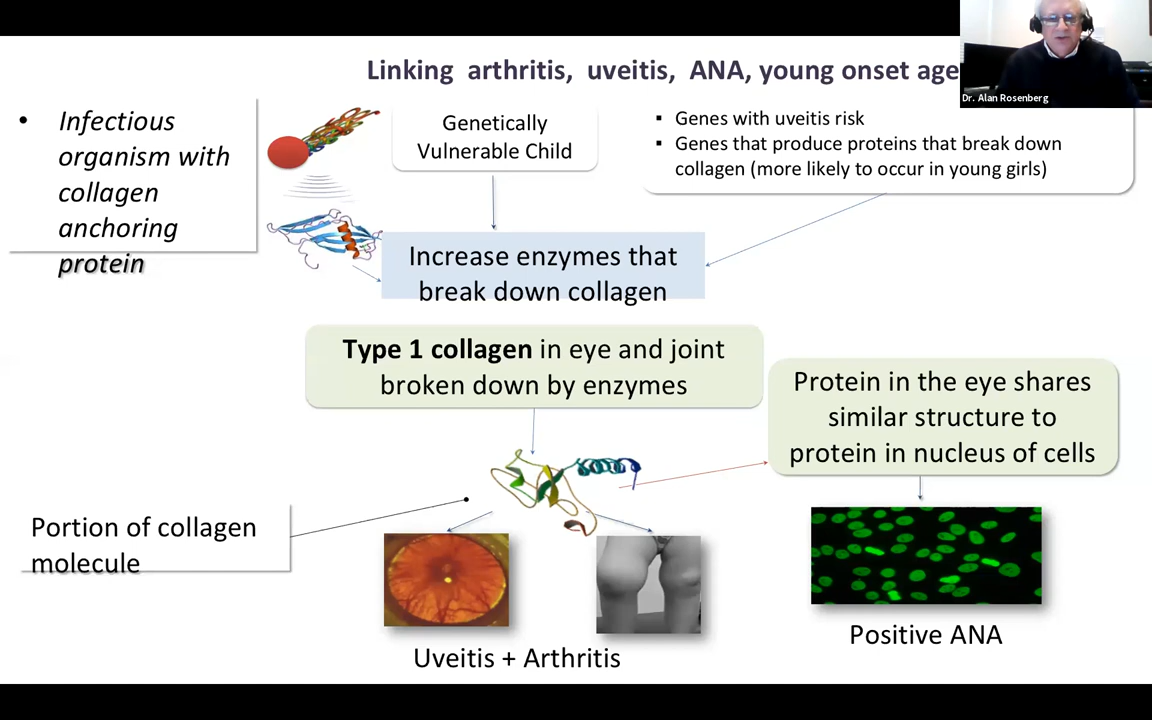 Linking arthritis, uveitis, ANA, young onset age
Dr. Alan Rosenberg
• Infectious
organism with
collagen
anchoring
protein
Genetically
Vulnerable Child
▪ Genes with uveitis risk
▪ Genes that produce proteins that break down
collagen (more likely to occur in young girls)
Increase enzymes that
break down collagen
Type 1 collagen in eye and joint
broken down by enzymes
Protein in the eye shares
similar structure to
protein in nucleus of cells
Portion of collagen
molecule
Positive ANA
Uveitis + Arthritis